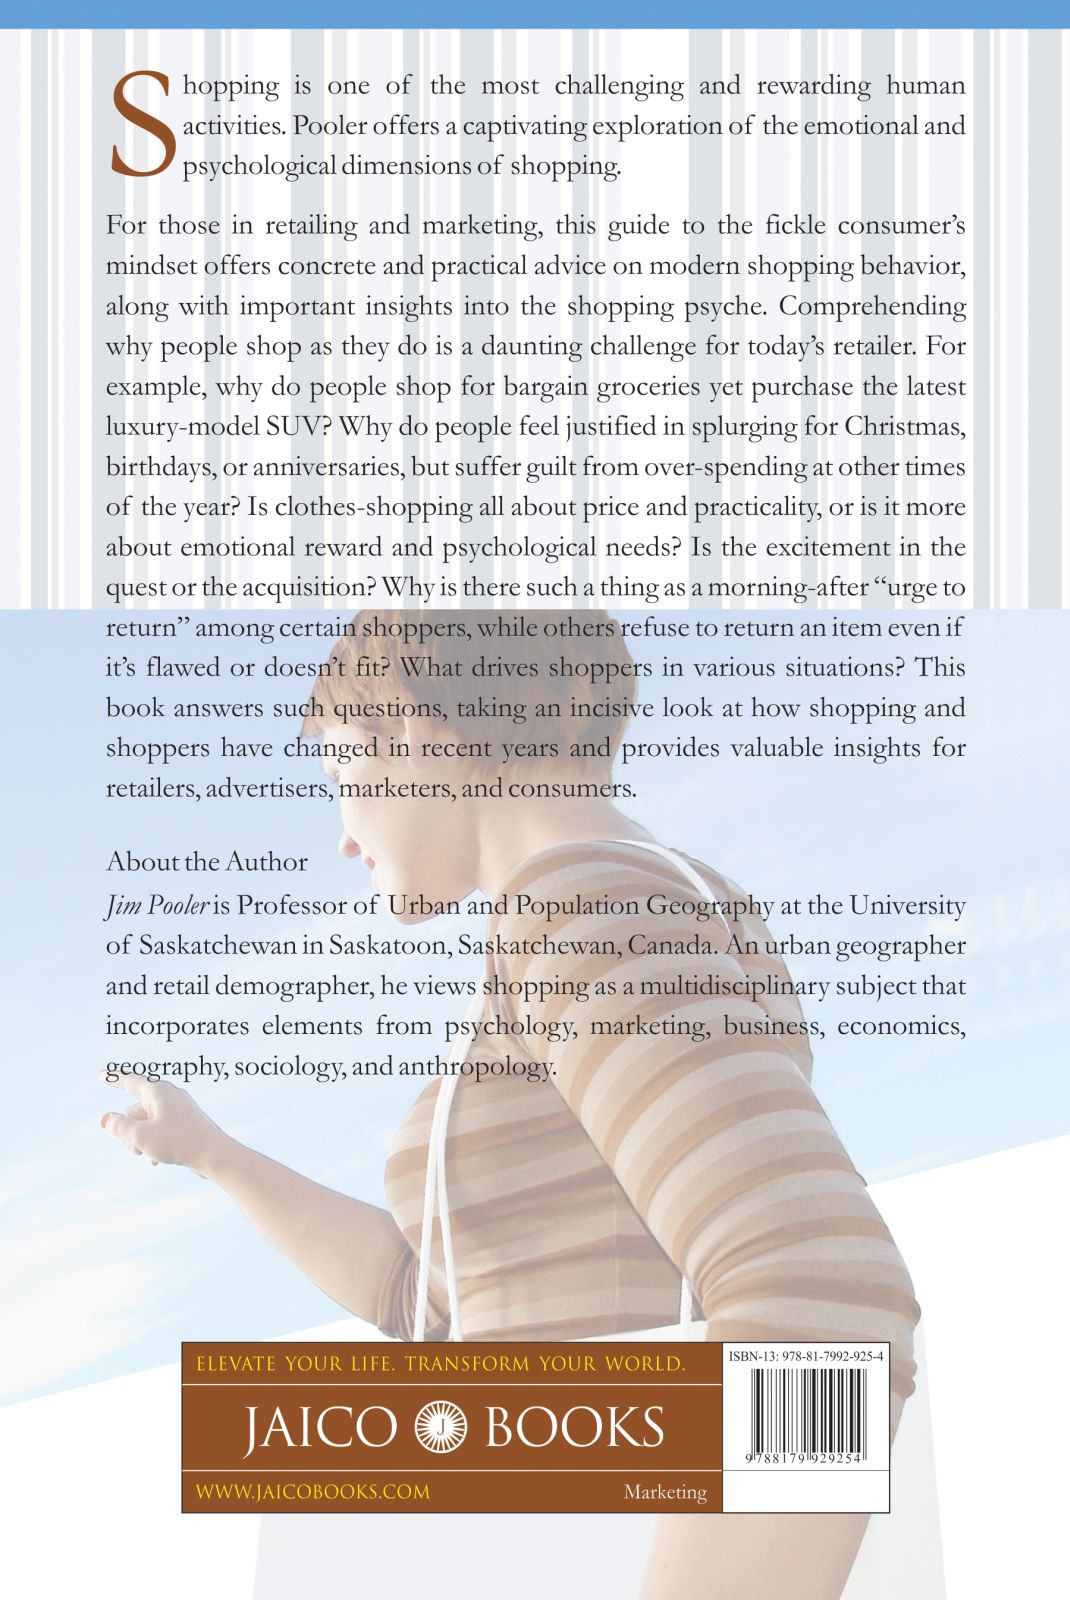 Shopping is one of the most challenging and rewarding human
activities. Pooler offers a captivating exploration of the emotional and
psychological dimensions of shopping.
For those in retailing and marketing, this guide to the fickle consumer's
mindset offers concrete and practical advice on modern shopping behavior,
along with important insights into the shopping psyche. Comprehending
why people shop as they do is a daunting challenge for today's retailer. For
example, why do people shop for bargain groceries yet purchase the latest
luxury-model SUV? Why do people feel justified in splurging for Christmas,
birthdays, or anniversaries, but suffer guilt from over-spending at other times
of the year? Is clothes-shopping all about price and practicality, or is it more
about emotional reward and psychological needs? Is the excitement in the
quest or the acquisition? Why is there such a thing as a morning-after “urge to
return” among certain shoppers, while others refuse to return an item even if
it's flawed or doesn't fit? What drives shoppers in various situations? This
book answers such questions, taking an incisive look at how shopping and
shoppers have changed in recent years and provides valuable insights for
retailers, advertisers, marketers, and consumers.
About the Author
Jim Pooler is Professor of Urban and Population Geography at the University
of Saskatchewan in Saskatoon, Saskatchewan, Canada. An urban geographer
and retail demographer, he views shopping as a multidisciplinary subject that
incorporates elements from psychology, marketing, business, economics,
geography, sociology, and anthropology.
ELEVATE YOUR LIFE. TRANSFORM YOUR WORLD.
JAICO J BOOKS
WWW.JAICOBOOKS.COM
Marketing
ISBN-13: 978-81-7992-925-4
9 788179 929254